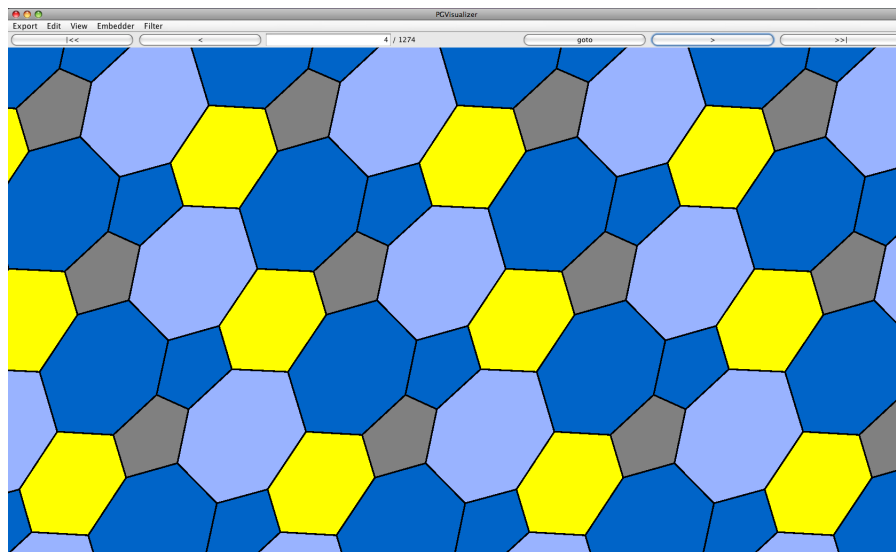 PGVisualizer
Export Edit View Embedder Filter
|<< < 4 / 1274 goto > >>|